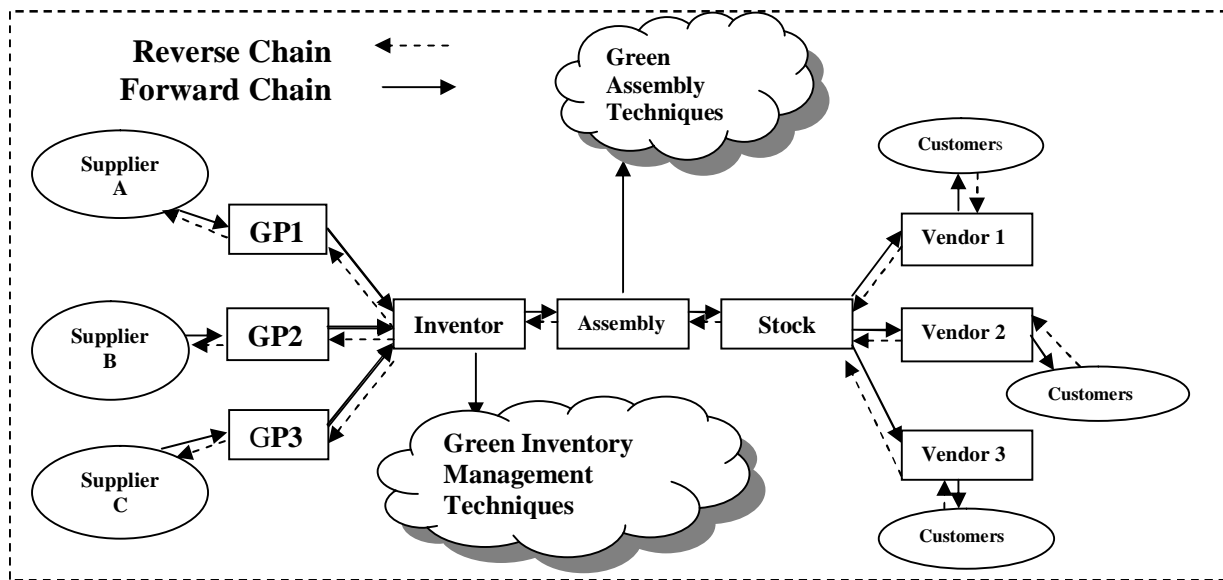 Reverse Chain
Forward Chain
Green
Assembly
Techniques
Supplier
A
GP1
Supplier
B
GP2
Supplier
C
GP3
Inventor
Assembly
Stock
Green Inventory
Management
Techniques
Customers
Vendor 1
Vendor 2
Customers
Vendor 3
Customers